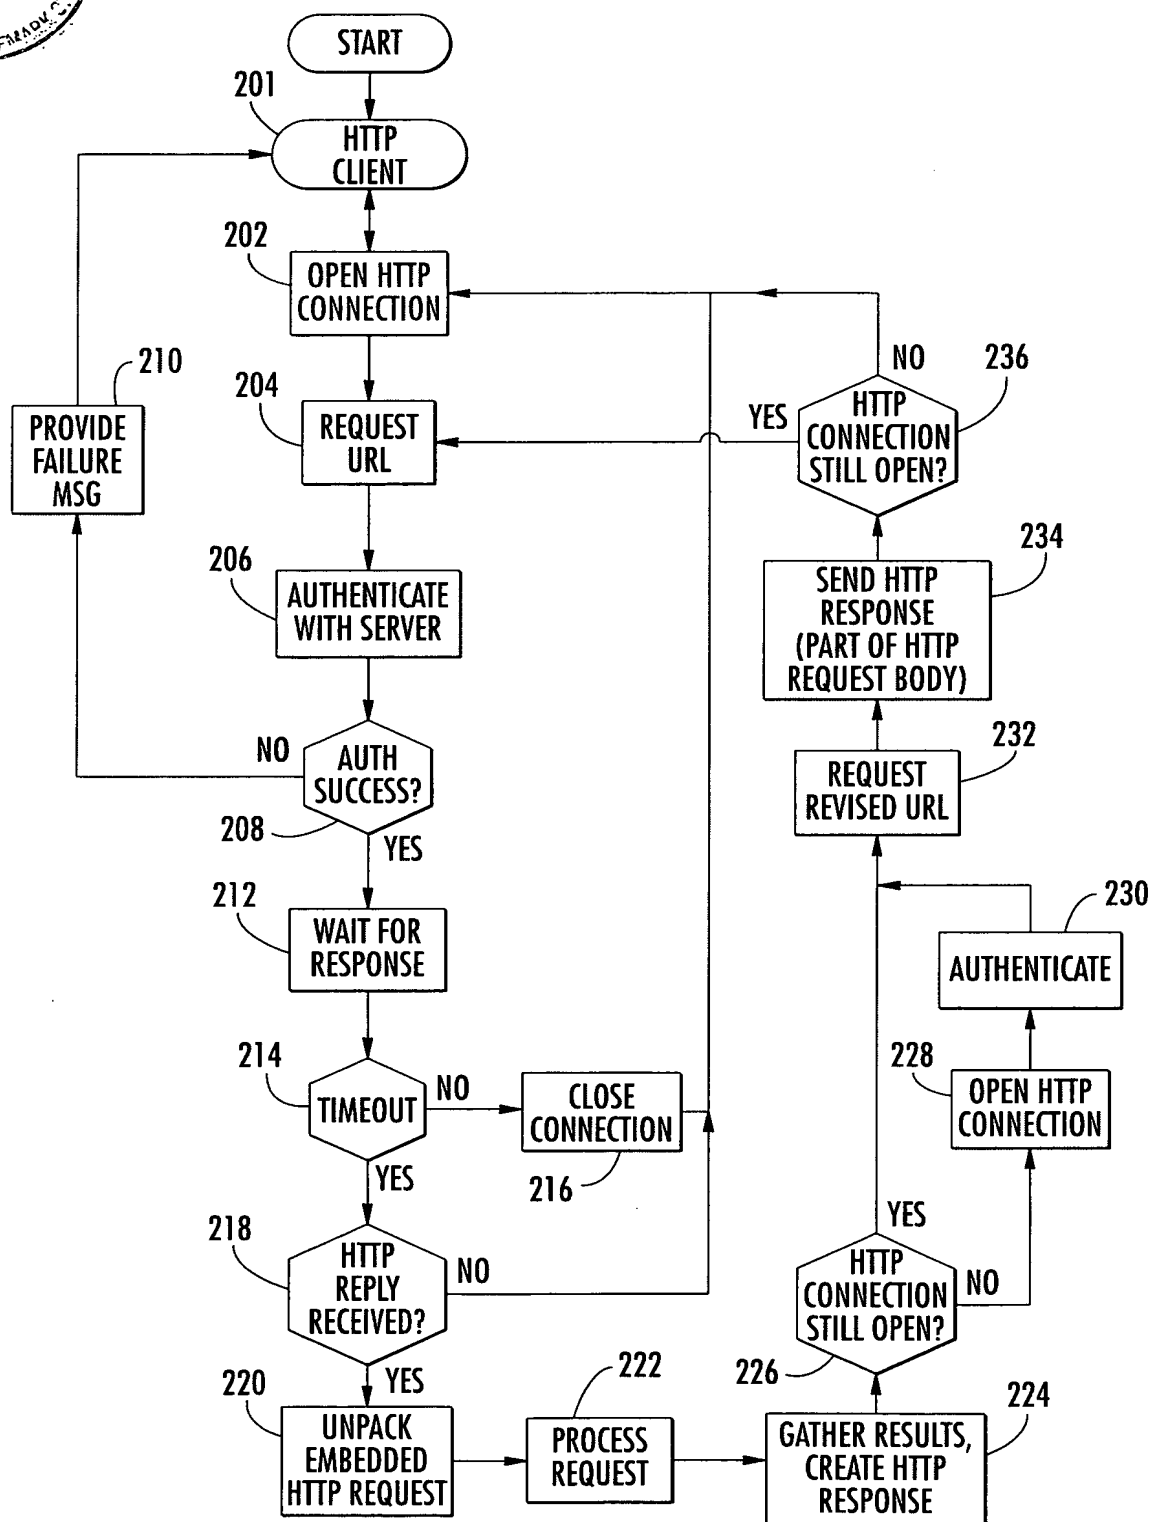 START
201
HTTP
CLIENT
202
OPEN HTTP
CONNECTION
210
PROVIDE
FAILURE
MSG
204
REQUEST
URL
NO
236
YES
HTTP
CONNECTION
STILL OPEN?
206
AUTHENTICATE
WITH SERVER
234
SEND HTTP
RESPONSE
(PART OF HTTP
REQUEST BODY)
NO
AUTH
SUCCESS?
208
YES
232
REQUEST
REVISED URL
212
WAIT FOR
RESPONSE
230
AUTHENTICATE
214
TIMEOUT
NO
CLOSE
CONNECTION
216
YES
228
OPEN HTTP
CONNECTION
218
HTTP
REPLY
RECEIVED?
NO
YES
YES
HTTP
CONNECTION
STILL OPEN?
NO
226
220
UNPACK
EMBEDDED
HTTP REQUEST
222
PROCESS
REQUEST
224
GATHER RESULTS,
CREATE HTTP
RESPONSE